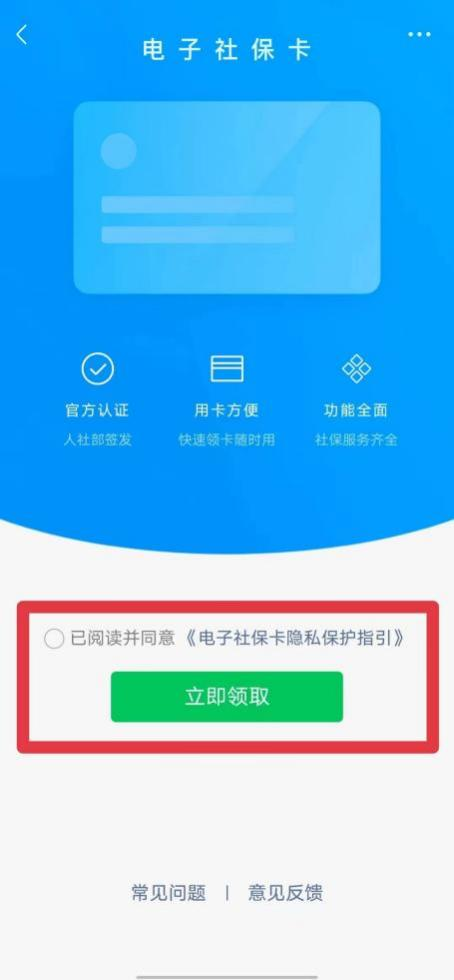 电子社保卡
官方认证 用卡方便 功能全面
人社部签发 快速领卡随时用 社保服务齐全
已阅读并同意《电子社保卡隐私保护指引》
立即领取
常见问题 | 意见反馈